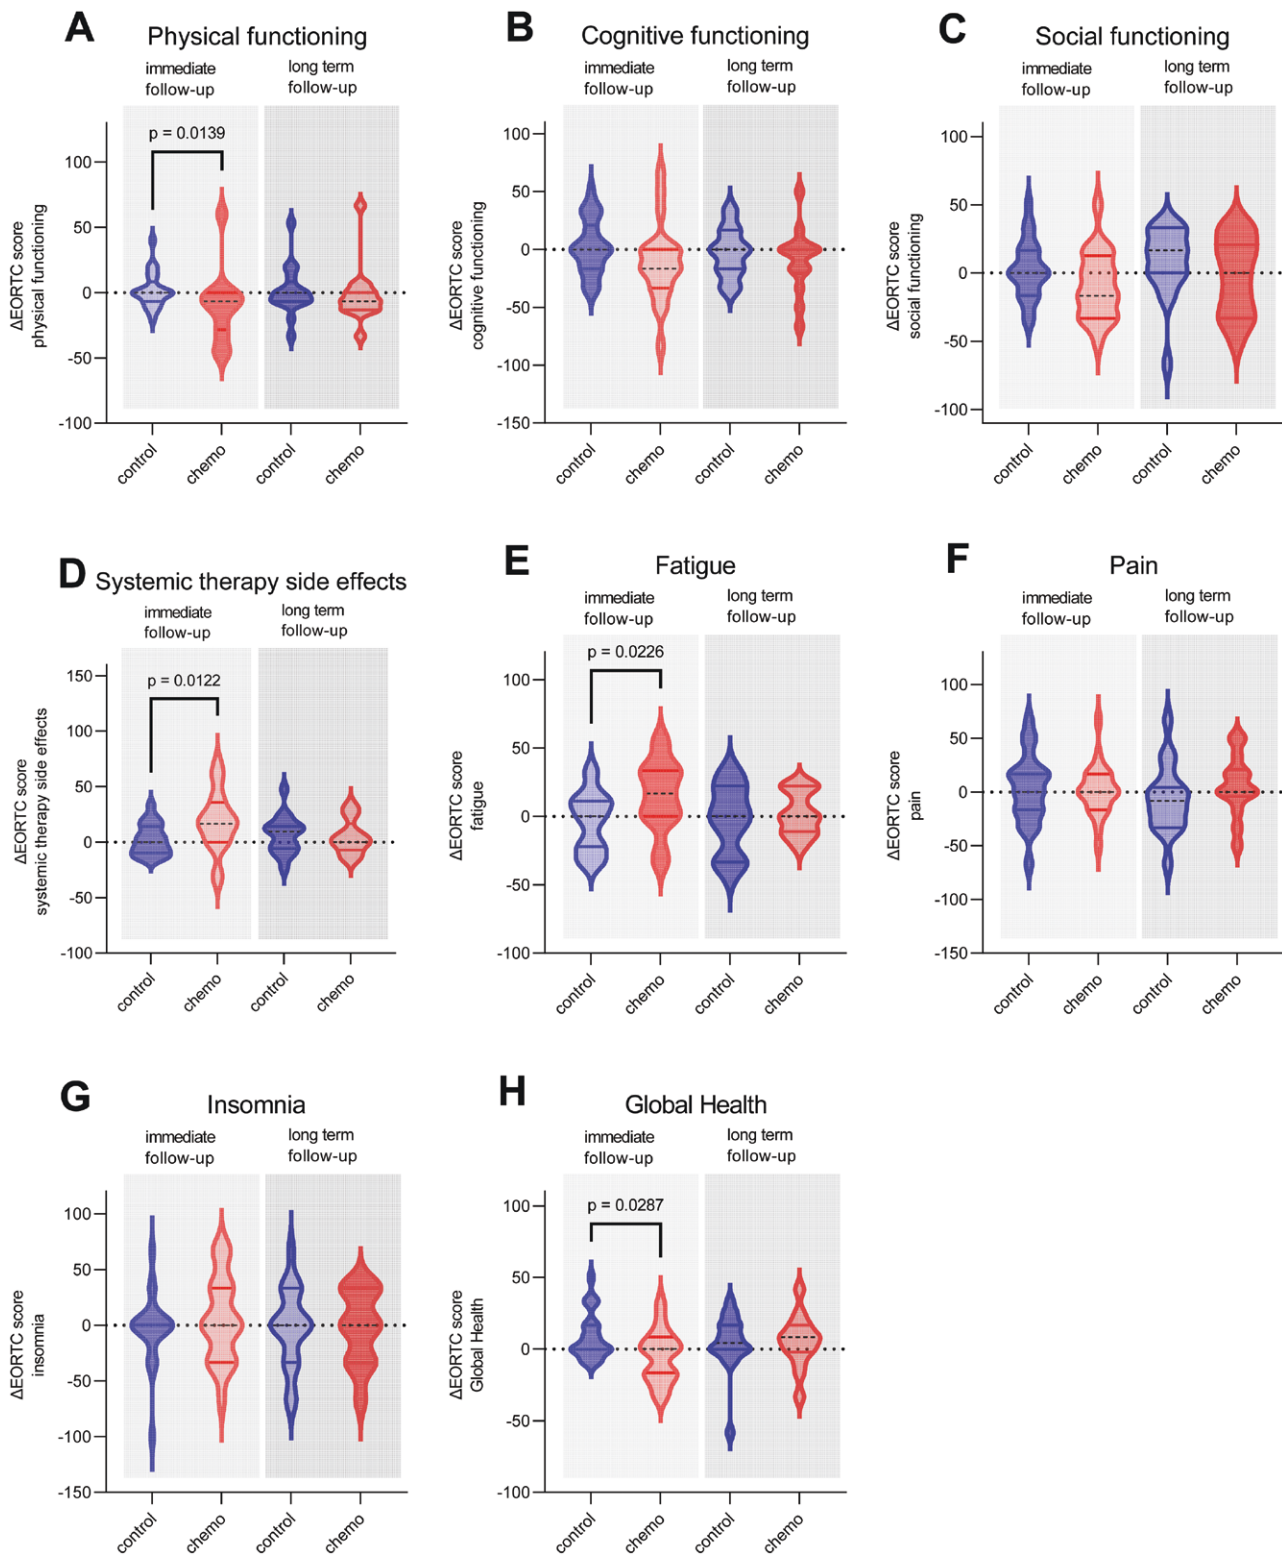 A
Physical functioning
immediate follow-up
long term follow-up
p = 0.0139
100
50
0
-50
-100
ΔEORTC score
physical functioning
control
chemo
control
chemo
B
Cognitive functioning
immediate follow-up
long term follow-up
100
50
0
-50
-100
-150
ΔEORTC score
cognitive functioning
control
chemo
control
chemo
C
Social functioning
immediate follow-up
long term follow-up
100
50
0
-50
-100
ΔEORTC score
social functioning
control
chemo
control
chemo
D
Systemic therapy side effects
immediate follow-up
long term follow-up
p = 0.0122
150
100
50
0
-50
-100
ΔEORTC score
systemic therapy side effects
control
chemo
control
chemo
E
Fatigue
immediate follow-up
long term follow-up
p = 0.0226
100
50
0
-50
-100
ΔEORTC score
fatigue
control
chemo
control
chemo
F
Pain
immediate follow-up
long term follow-up
100
50
0
-50
-100
-150
ΔEORTC score
pain
control
chemo
control
chemo
G
Insomnia
immediate follow-up
long term follow-up
100
50
0
-50
-100
-150
ΔEORTC score
insomnia
control
chemo
control
chemo
H
Global Health
immediate follow-up
long term follow-up
p = 0.0287
100
50
0
-50
-100
ΔEORTC score
Global Health
control
chemo
control
chemo